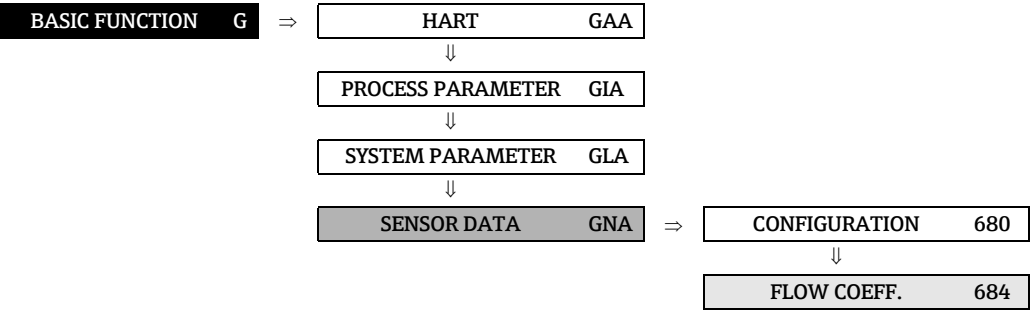 BASIC FUNCTION G ⇒ HART GAA
⇓
PROCESS PARAMETER GIA
⇓
SYSTEM PARAMETER GLA
⇓
SENSOR DATA GNA ⇒ CONFIGURATION 680
⇓
FLOW COEFF. 684